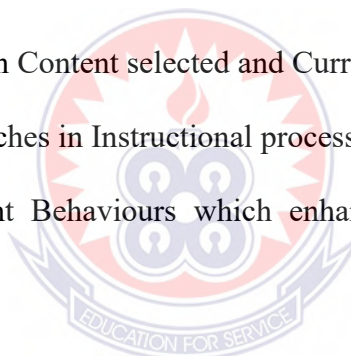 n Content selected and Curr
ches in Instructional process
nt Behaviours which enhan
EDUCATION FOR SERVICE